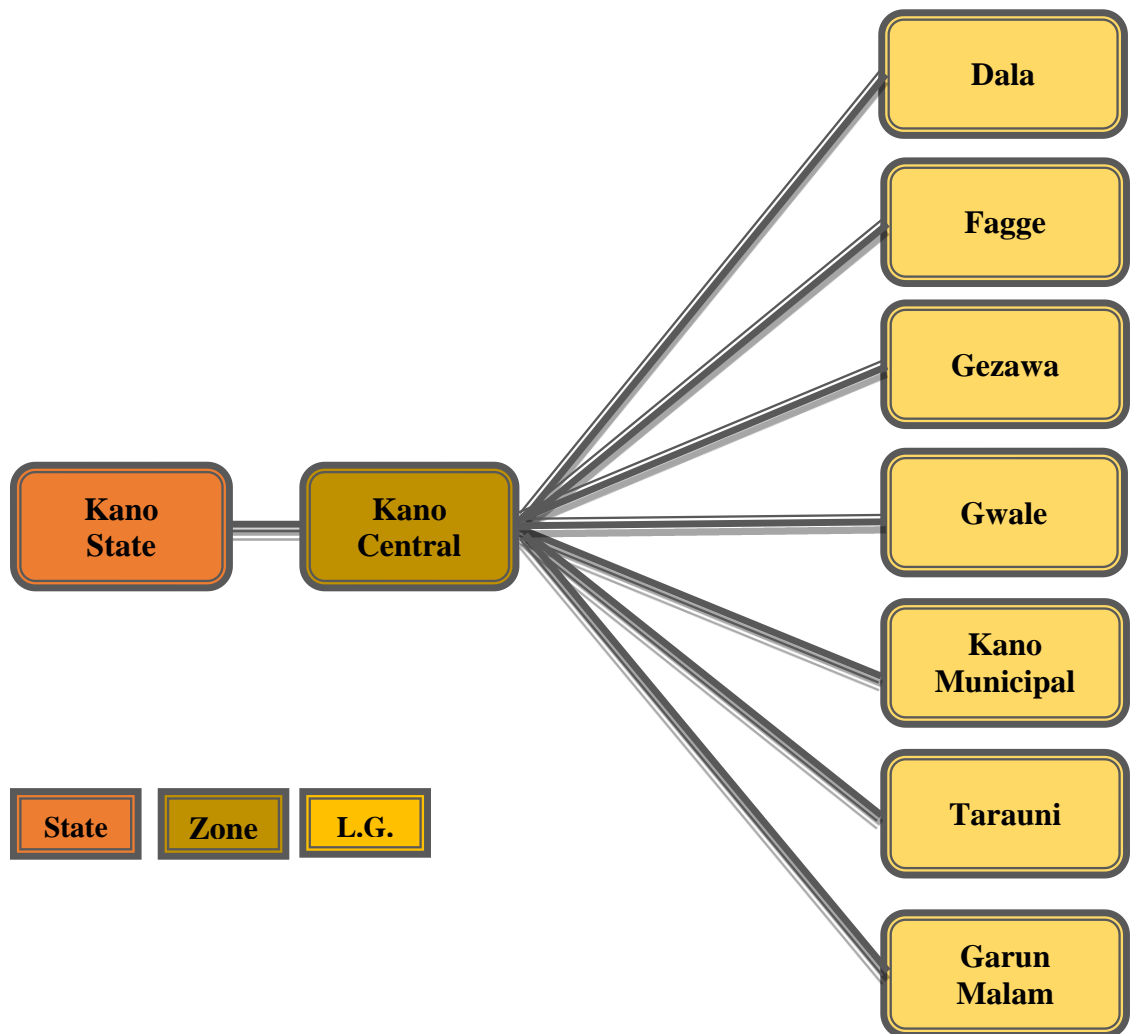 Dala
Fagge
Gezawa
Kano
State
Kano
Central
Gwale
Kano
Municipal
Tarauni
State
Zone
L.G.
Garun
Malam